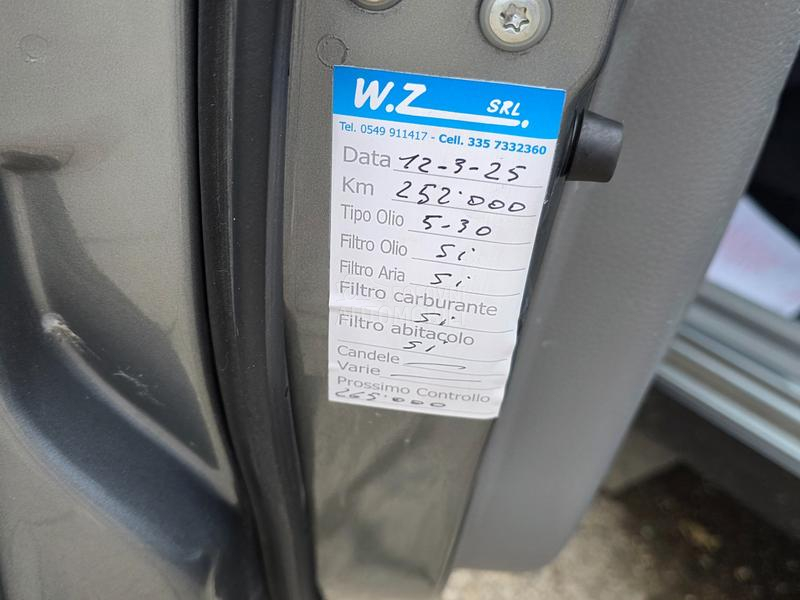 W.Z SRL.
Tel. 0549 911417 - Cell. 335 7332360
Data 12-3-25
Km 252.000
Tipo Olio 5-30
Filtro Olio si
Filtro Aria si
Filtro carburante
si
Filtro abitacolo
si
Candele
Varie
Prossimo Controllo
265.000